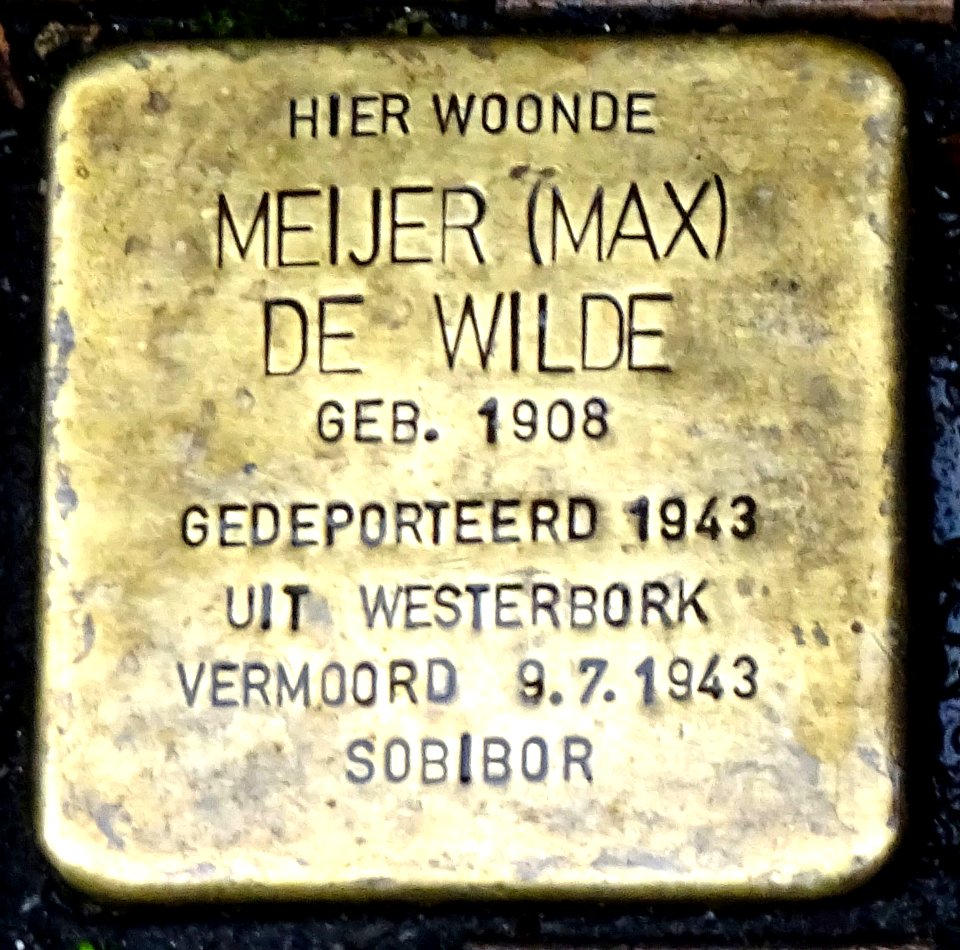 HIER WOONDE
MEIJER (MAX)
DE WILDE
GEB. 1908
GEDEPORTEERD 1943
UIT WESTERBORK
VERMOORD 9.7.1943
SOBIBOR